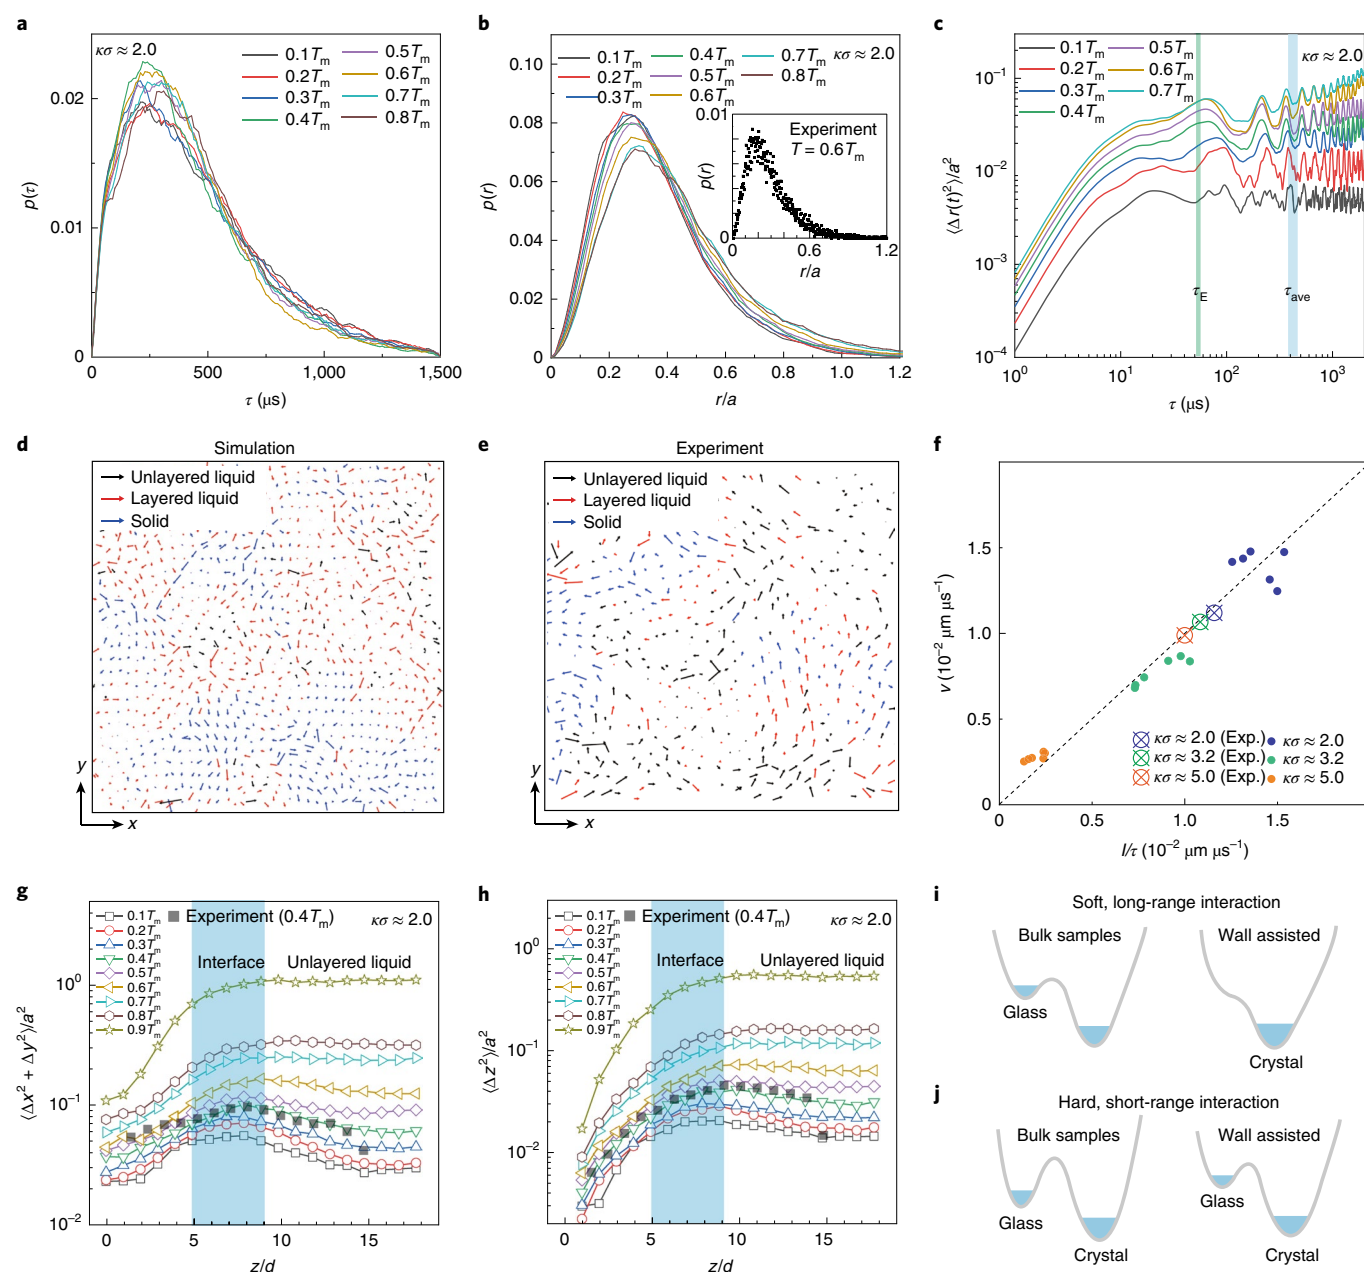 a
κσ ≈ 2.0
0.1Tm
0.2Tm
0.3Tm
0.4Tm
0.5Tm
0.6Tm
0.7Tm
0.8Tm
0.02
0.01
0
p(τ)
0
500
1,000
1,500
τ (μs)
b
0.1Tm
0.2Tm
0.3Tm
0.4Tm
0.5Tm
0.6Tm
0.7Tm
0.8Tm
κσ ≈ 2.0
0.10
0.08
0.06
0.04
0.02
0
p(r)
0
0.2
0.4
0.6
0.8
1.0
1.2
r/a
0.01
0
p(r)
Experiment
T = 0.6Tm
0
0.6
1.2
r/a
c
0.1Tm
0.2Tm
0.3Tm
0.4Tm
0.5Tm
0.6Tm
0.7Tm
κσ ≈ 2.0
10⁻¹
10⁻²
10⁻³
10⁻⁴
⟨Δr(t)²⟩/a²
τE
τave
10⁰
10¹
10²
10³
τ (μs)
d
Simulation
Unlayered liquid
Layered liquid
Solid
y
x
e
Experiment
Unlayered liquid
Layered liquid
Solid
y
x
f
1.5
1.0
0.5
0
v (10⁻² μm μs⁻¹)
κσ ≈ 2.0 (Exp.)
κσ ≈ 3.2 (Exp.)
κσ ≈ 5.0 (Exp.)
κσ ≈ 2.0
κσ ≈ 3.2
κσ ≈ 5.0
0
0.5
1.0
1.5
l/τ (10⁻² μm μs⁻¹)
g
0.1Tm
0.2Tm
0.3Tm
0.4Tm
0.5Tm
0.6Tm
0.7Tm
0.8Tm
0.9Tm
Experiment (0.4Tm)
κσ ≈ 2.0
Interface
Unlayered liquid
10⁰
10⁻¹
10⁻²
⟨Δx² + Δy²⟩/a²
0
5
10
15
z/d
h
0.1Tm
0.2Tm
0.3Tm
0.4Tm
0.5Tm
0.6Tm
0.7Tm
0.8Tm
0.9Tm
Experiment (0.4Tm)
κσ ≈ 2.0
Interface
Unlayered liquid
10⁰
10⁻¹
10⁻²
⟨Δz²⟩/a²
0
5
10
15
z/d
i
Soft, long-range interaction
Bulk samples
Wall assisted
Glass
Crystal
Crystal
j
Hard, short-range interaction
Bulk samples
Wall assisted
Glass
Glass
Crystal
Crystal